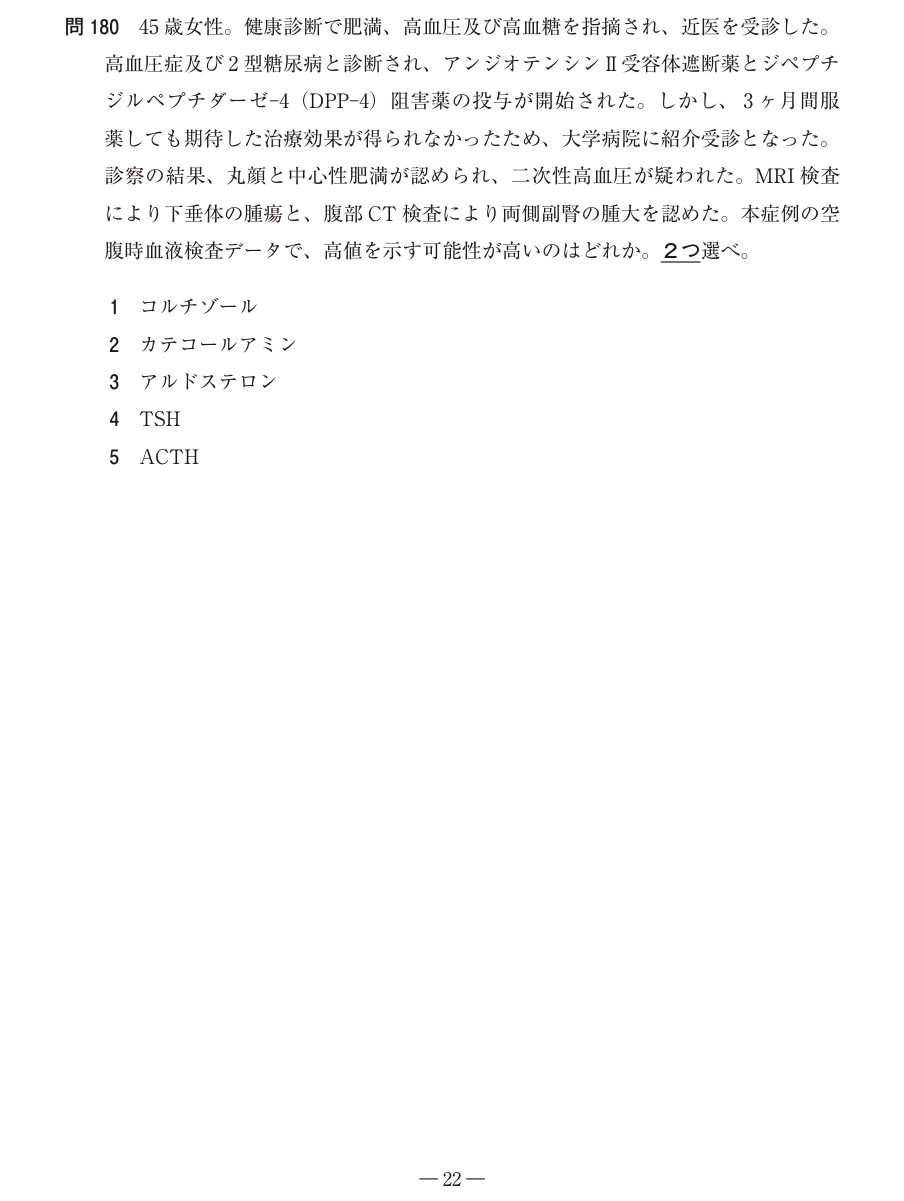 問 180　45 歳女性。健康診断で肥満、高血圧及び高血糖を指摘され、近医を受診した。
高血圧症及び 2 型糖尿病と診断され、アンジオテンシンⅡ受容体遮断薬とジペプチ
ジルペプチダーゼ-4（DPP-4）阻害薬の投与が開始された。しかし、3 ヶ月間服
薬しても期待した治療効果が得られなかったため、大学病院に紹介受診となった。
診察の結果、丸顔と中心性肥満が認められ、二次性高血圧が疑われた。MRI 検査
により下垂体の腫瘍と、腹部 CT 検査により両側副腎の腫大を認めた。本症例の空
腹時血液検査データで、高値を示す可能性が高いのはどれか。2つ選べ。
1　コルチゾール
2　カテコールアミン
3　アルドステロン
4　TSH
5　ACTH
― 22 ―